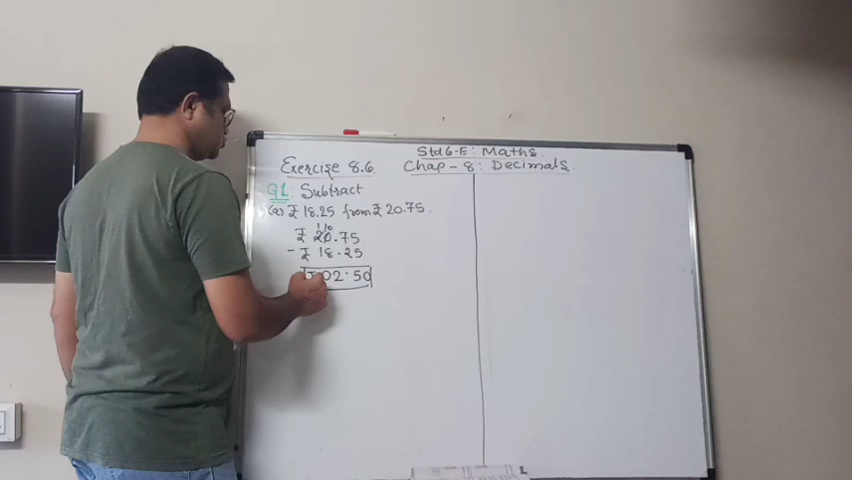 Std 6-E: Maths.
Exercise 8.6. Chap-8: Decimals.
Q1. Subtract
(a) ₹ 18.25 from ₹ 20.75.
1 10
₹ 20.75
- ₹ 18.25
₹ 02.50